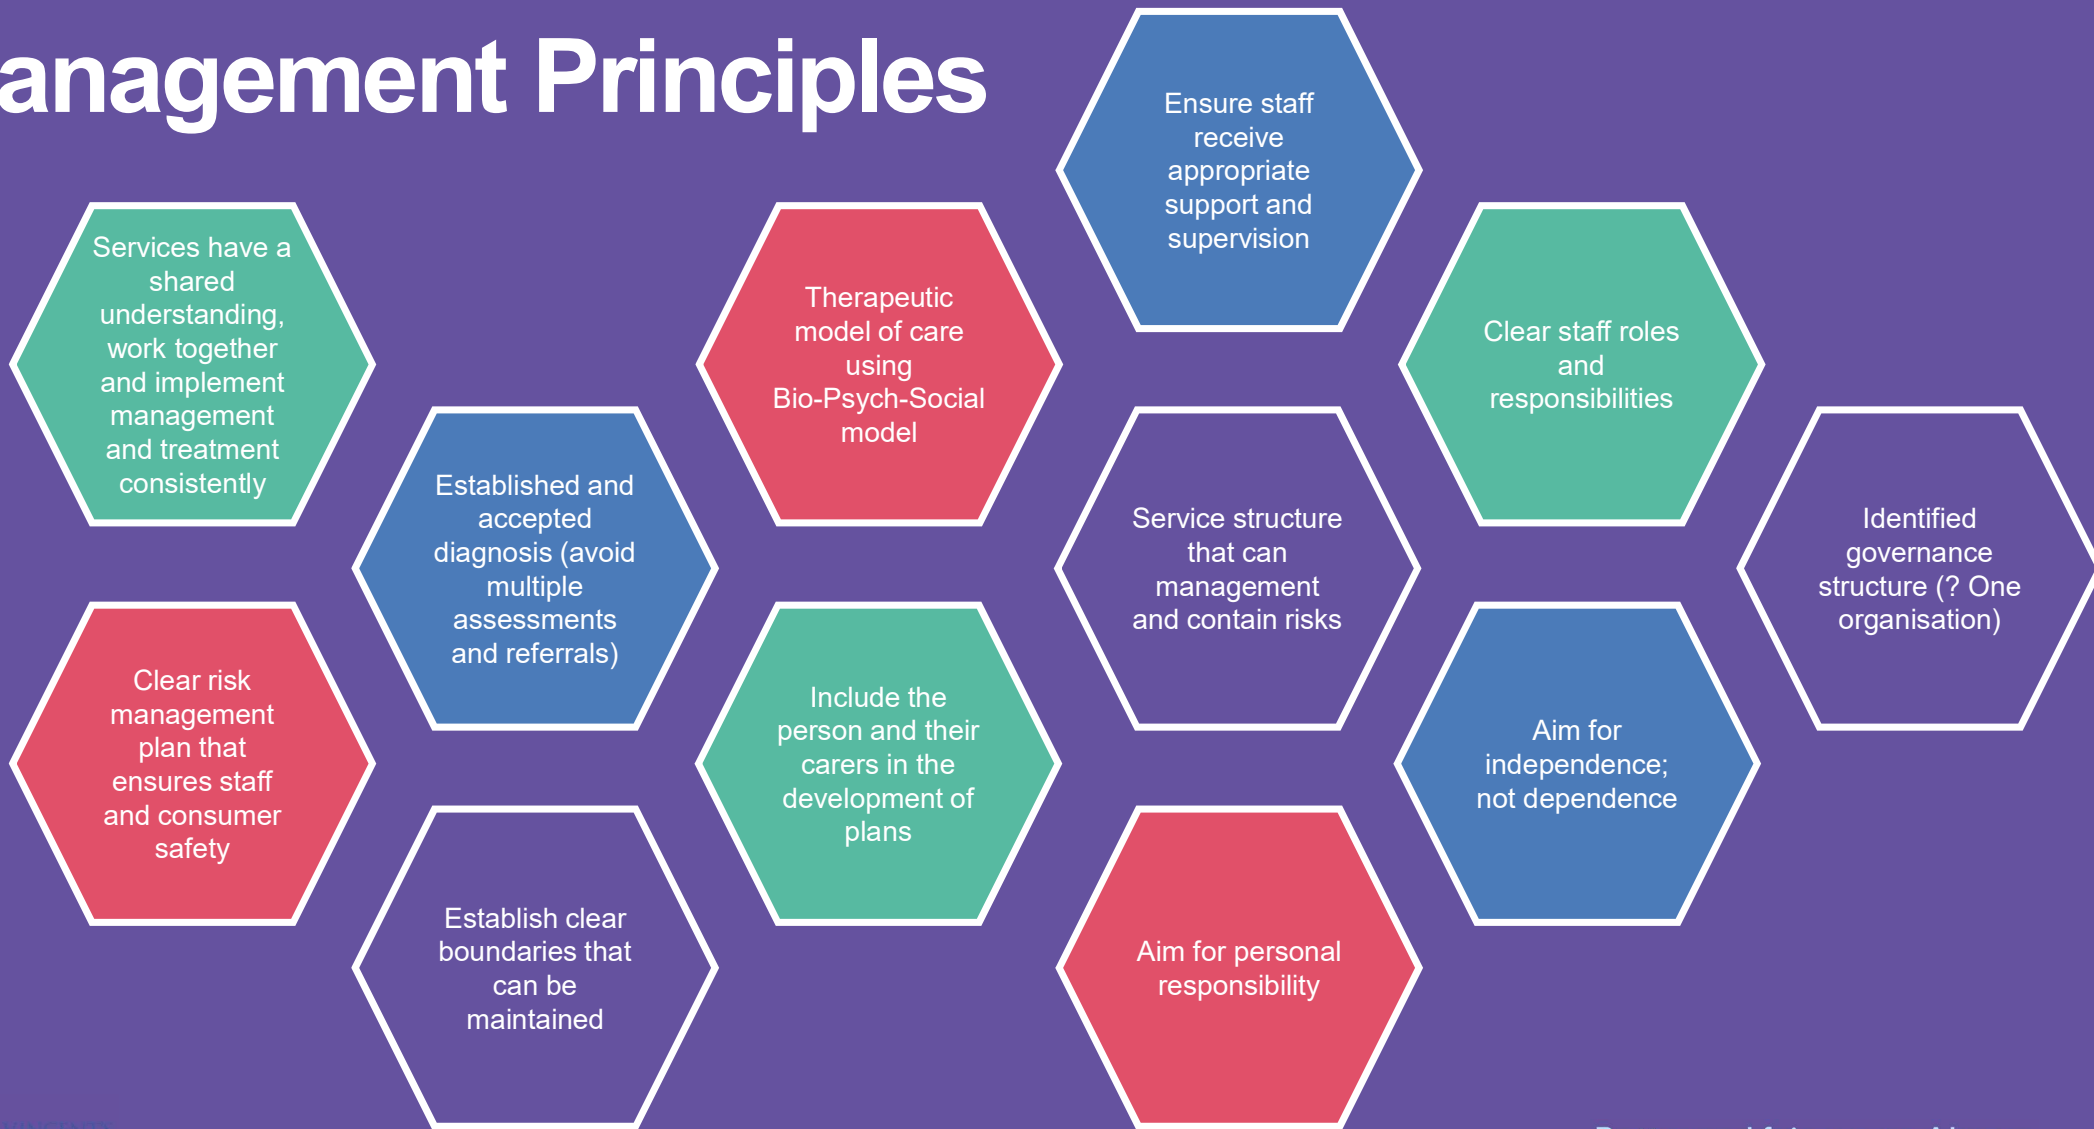 anagement Principles
Ensure staff
receive
appropriate
support and
supervision
Services have a
shared
understanding,
work together
and implement
management
and treatment
consistently
Therapeutic
model of care
using
Bio-Psych-Social
model
Clear staff roles
and
responsibilities
Established and
accepted
diagnosis (avoid
multiple
assessments
and referrals)
Service structure
that can
management
and contain risks
Identified
governance
structure (? One
organisation)
Clear risk
management
plan that
ensures staff
and consumer
safety
Include the
person and their
carers in the
development of
plans
Aim for
independence;
not dependence
Establish clear
boundaries that
can be
maintained
Aim for personal
responsibility